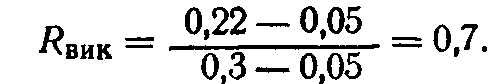 R_вик = (0,22 — 0,05) / (0,3 — 0,05) = 0,7.